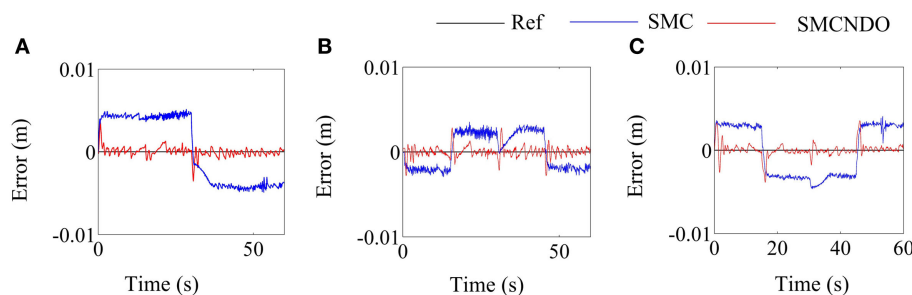 Ref SMC SMCNDO
A B C
0.01 0.01 0.01
Error (m) Error (m) Error (m)
0 0 0
-0.01 -0.01 -0.01
0 50 0 50 0 20 40 60
Time (s) Time (s) Time (s)